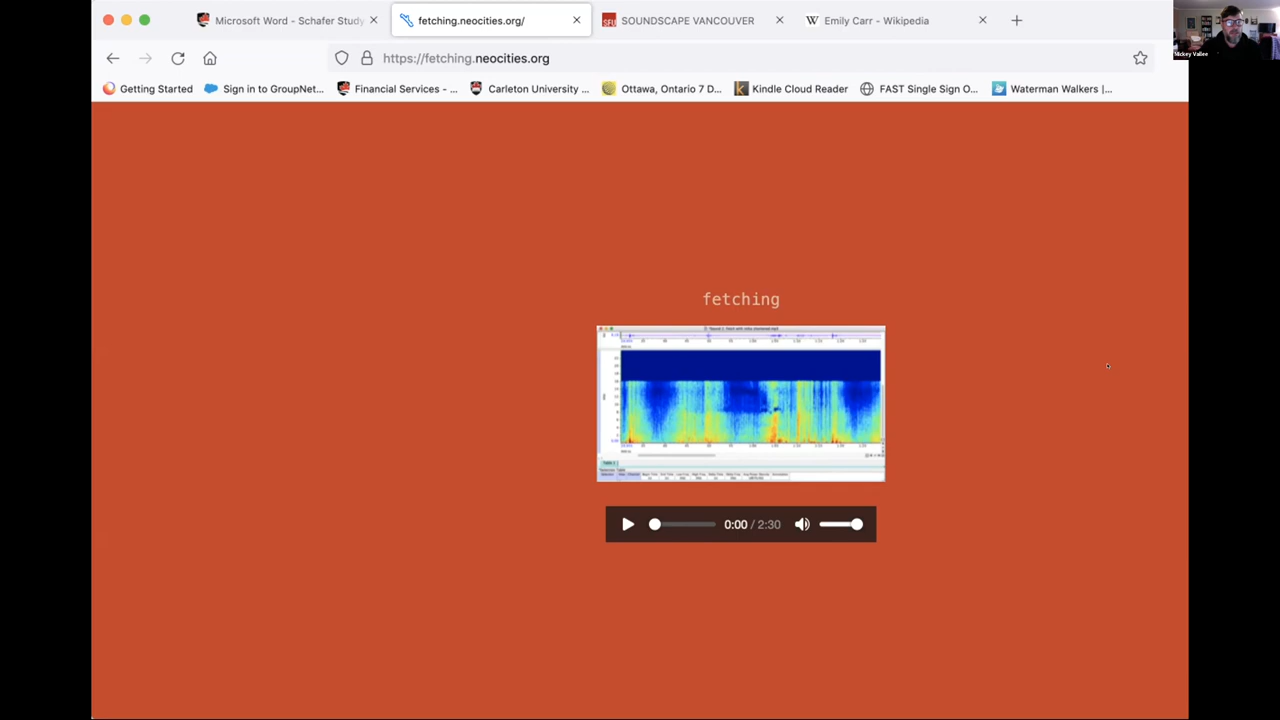 Microsoft Word - Schafer Study
fetching.neocities.org/
SOUNDSCAPE VANCOUVER
Emily Carr - Wikipedia
Mickey Vallee
https://fetching.neocities.org
Getting Started
Sign in to GroupNet...
Financial Services - ...
Carleton University ...
Ottawa, Ontario 7 D...
Kindle Cloud Reader
FAST Single Sign O...
Waterman Walkers |...
fetching
0:00 / 2:30